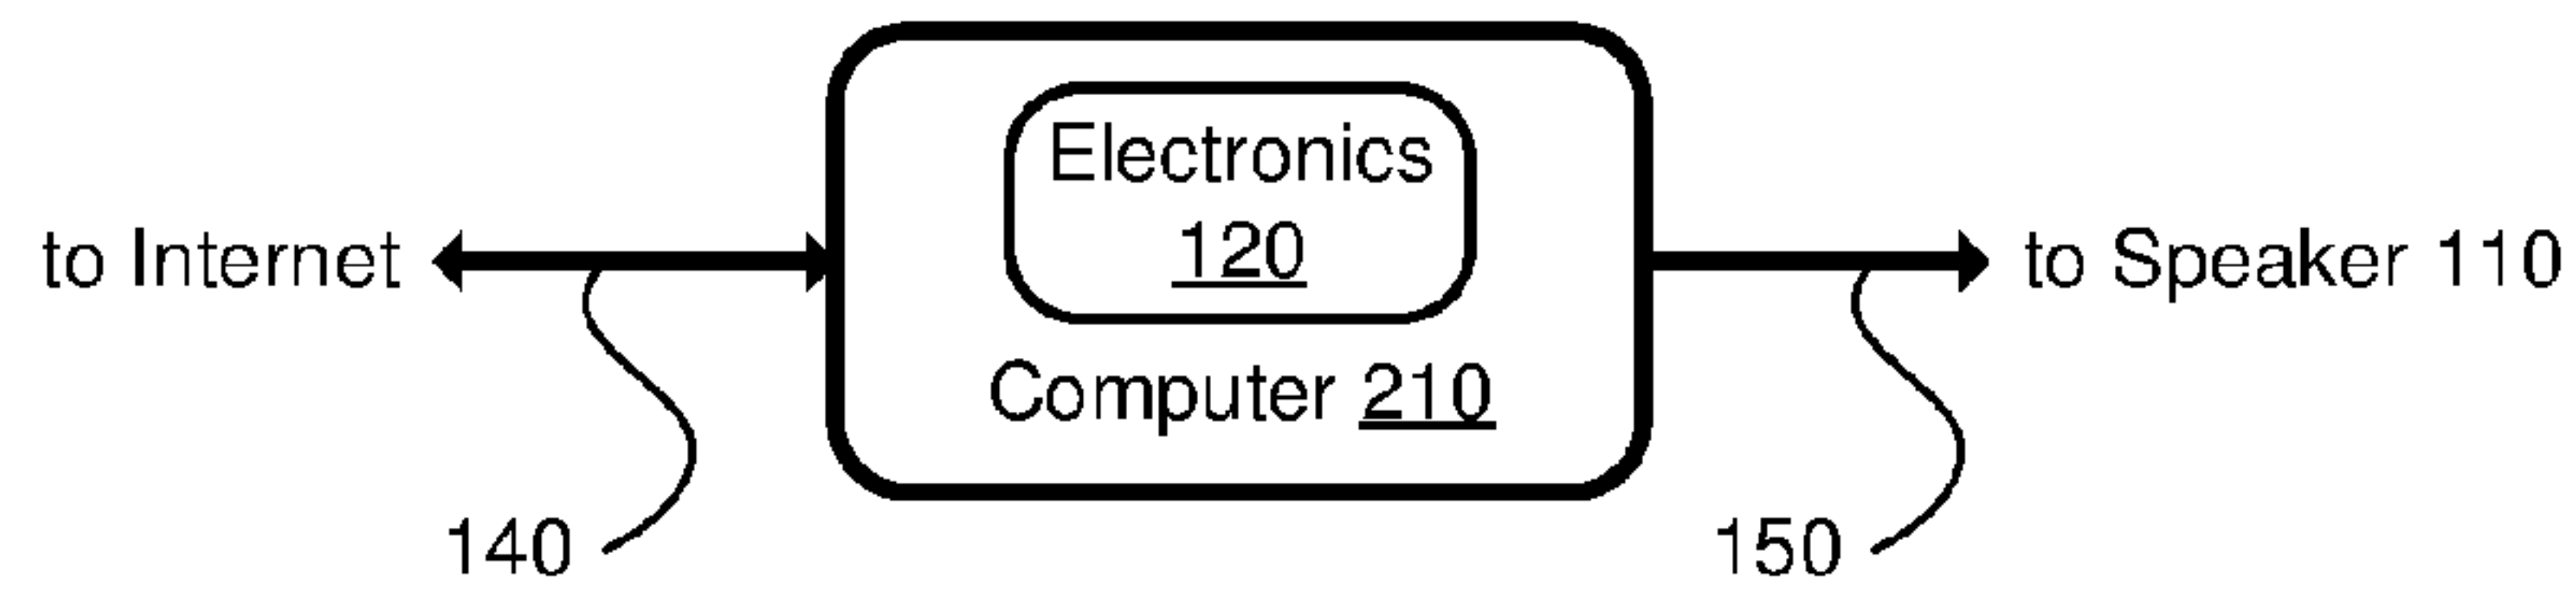 Electronics
120
to Internet
to Speaker 110
Computer 210
140
150